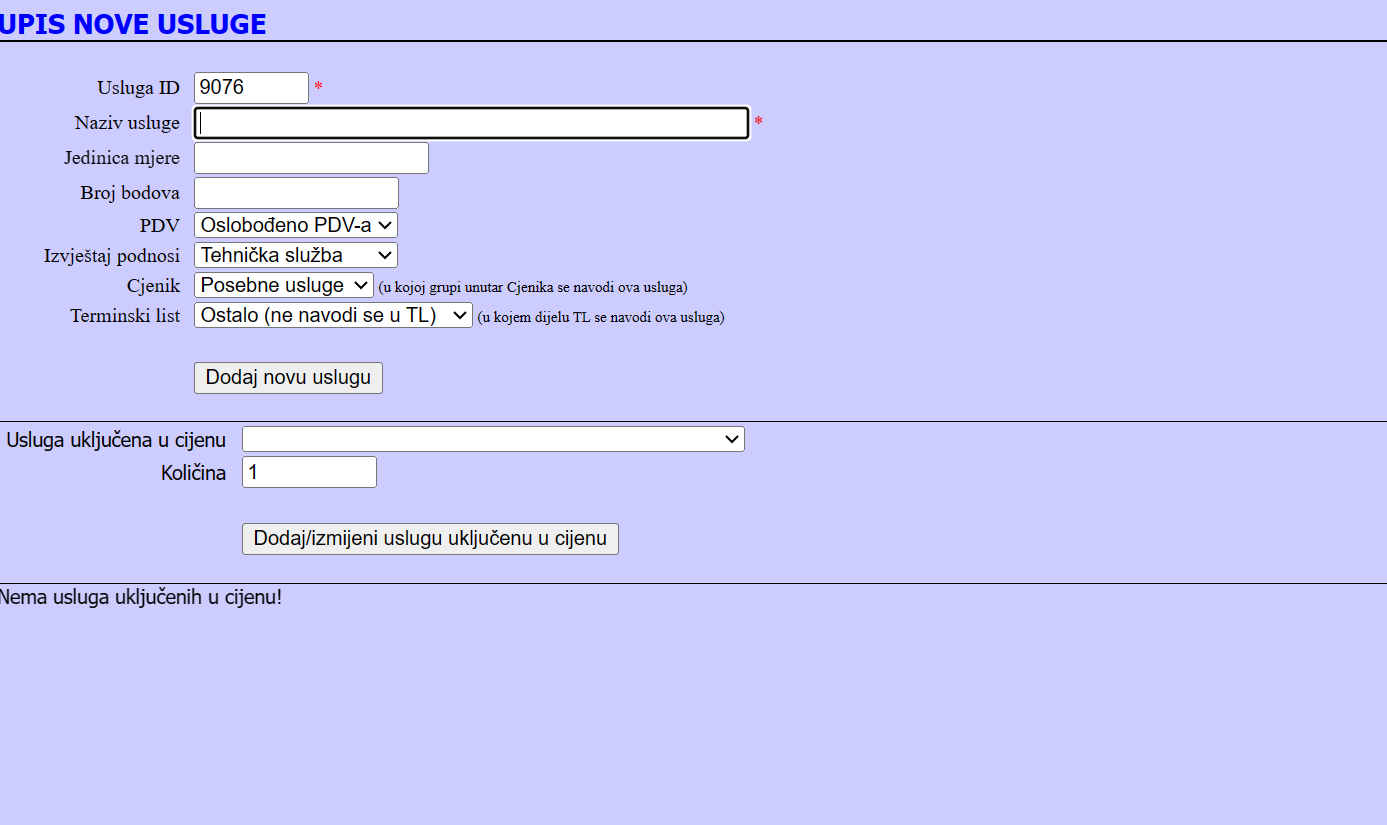 UPIS NOVE USLUGE
Usluga ID 9076 *
Naziv usluge *
Jedinica mjere
Broj bodova
PDV Oslobođeno PDV-a
Izvještaj podnosi Tehnička služba
Cjenik Posebne usluge (u kojoj grupi unutar Cjenika se navodi ova usluga)
Terminski list Ostalo (ne navodi se u TL) (u kojem dijelu TL se navodi ova usluga)
Dodaj novu uslugu
Usluga uključena u cijenu
Količina 1
Dodaj/izmijeni uslugu uključenu u cijenu
Nema usluga uključenih u cijenu!